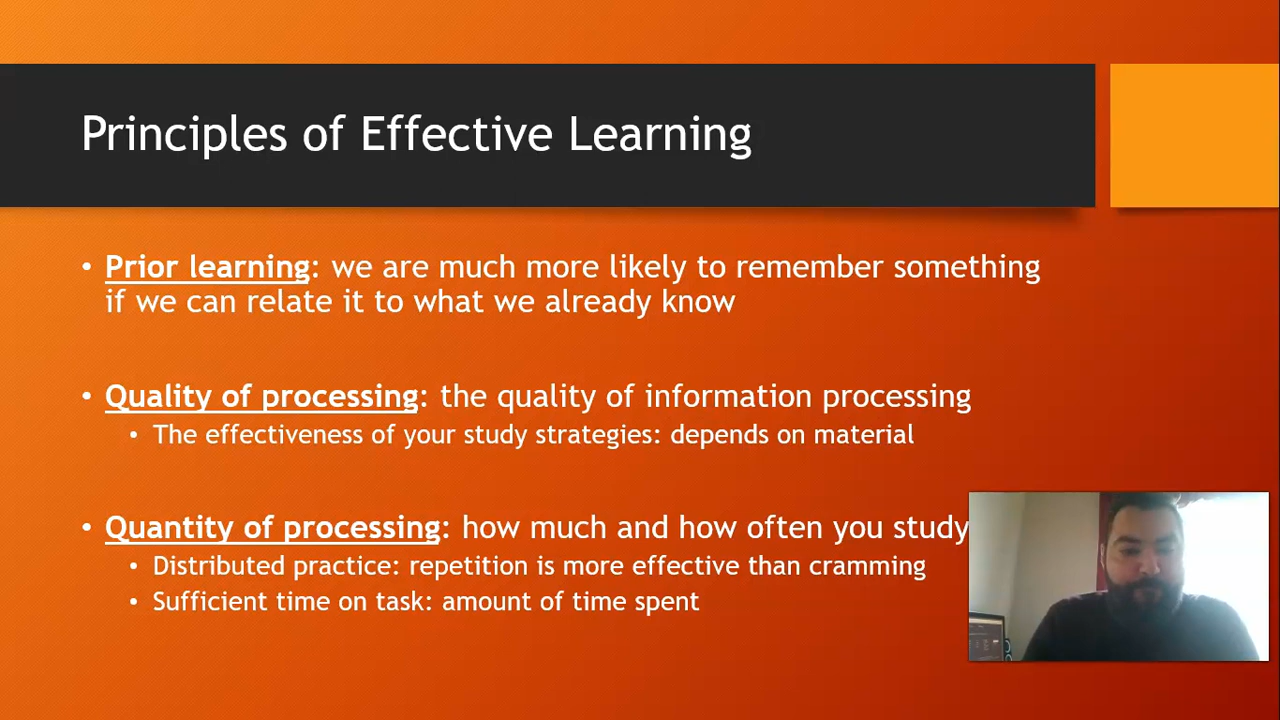 Principles of Effective Learning
• Prior learning: we are much more likely to remember something
if we can relate it to what we already know
• Quality of processing: the quality of information processing
• The effectiveness of your study strategies: depends on material
• Quantity of processing: how much and how often you study
• Distributed practice: repetition is more effective than cramming
• Sufficient time on task: amount of time spent